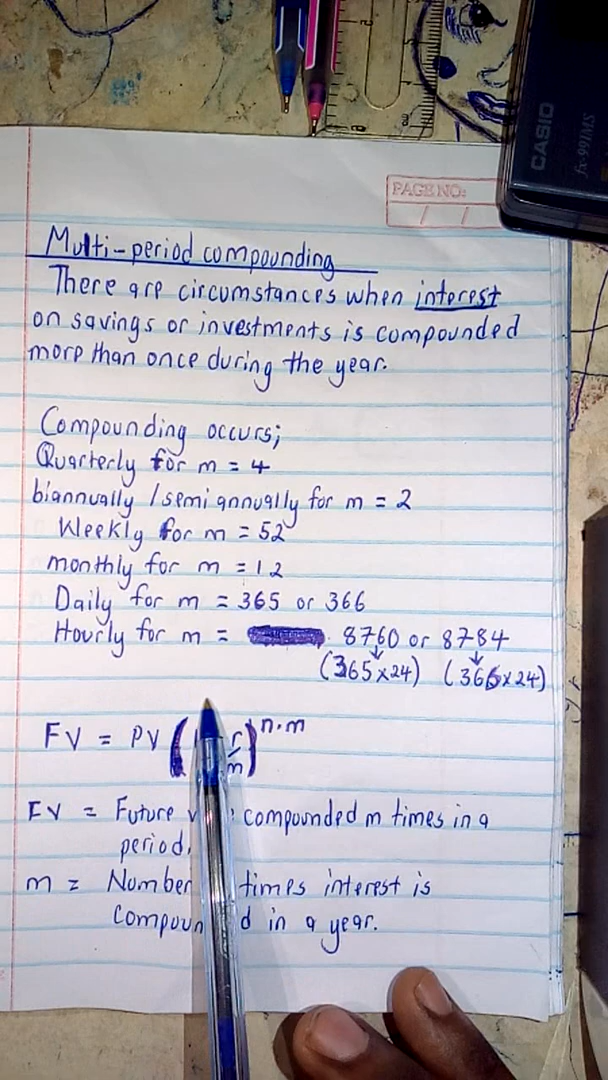 CASIO
fx-991MS
PAGE NO:
Multi-period compounding
There are circumstances when interest
on savings or investments is compounded
more than once during the year.
Compounding occurs;
Quarterly for m = 4
biannually / semi annually for m = 2
Weekly for m = 52
monthly for m = 12
Daily for m = 365 or 366
Hourly for m = 8760 or 8784
(365x24) (366x24)
FV = PV ( r/m)^n.m
FV = Future compounded m times in a
period.
m = Number times interest is
in a year.